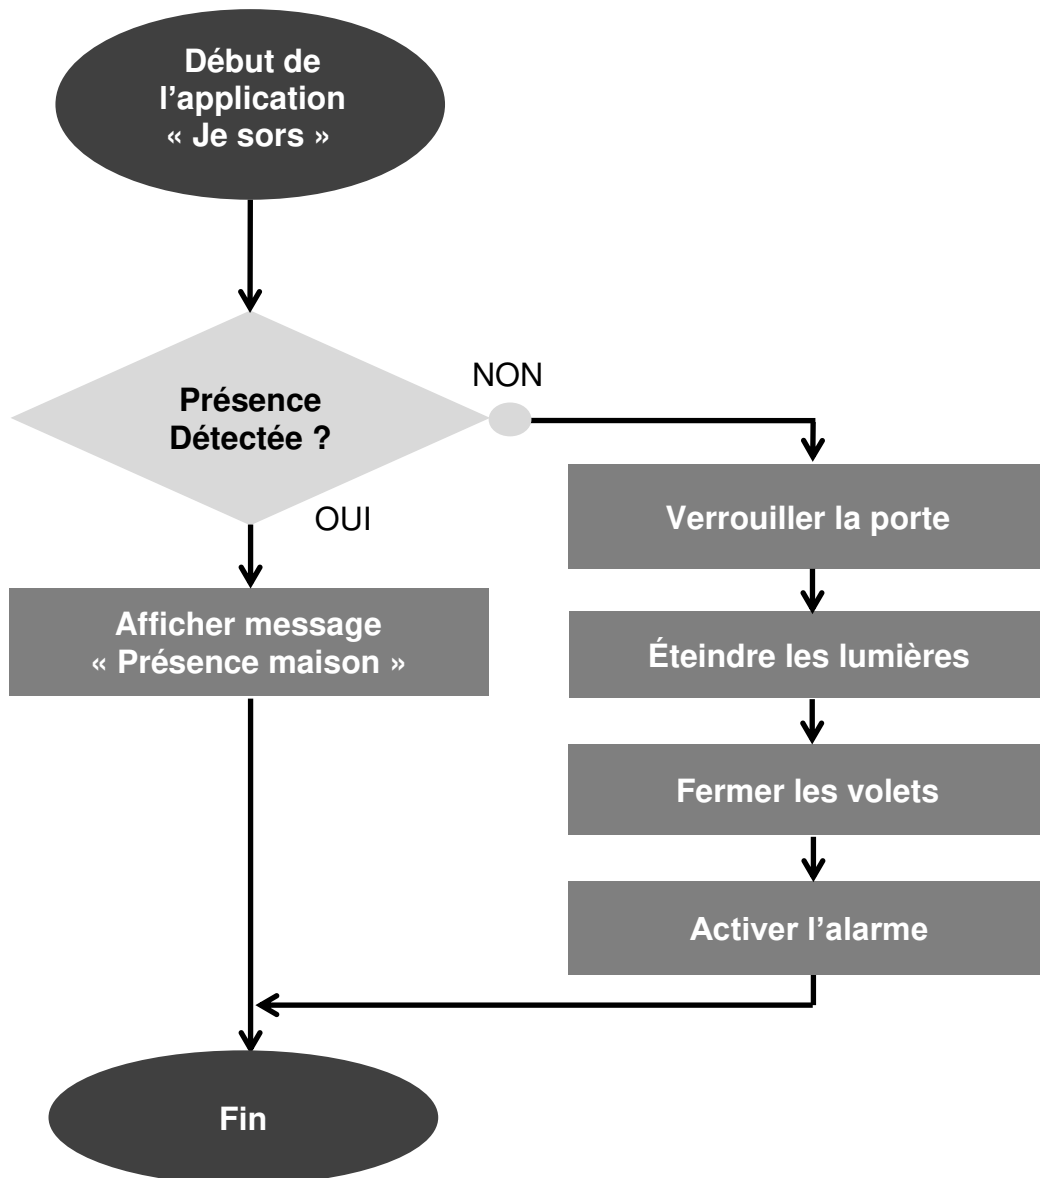 Début de
l’application
« Je sors »
Présence
Détectée ?
NON
OUI
Verrouiller la porte
Afficher message
« Présence maison »
Éteindre les lumières
Fermer les volets
Activer l’alarme
Fin